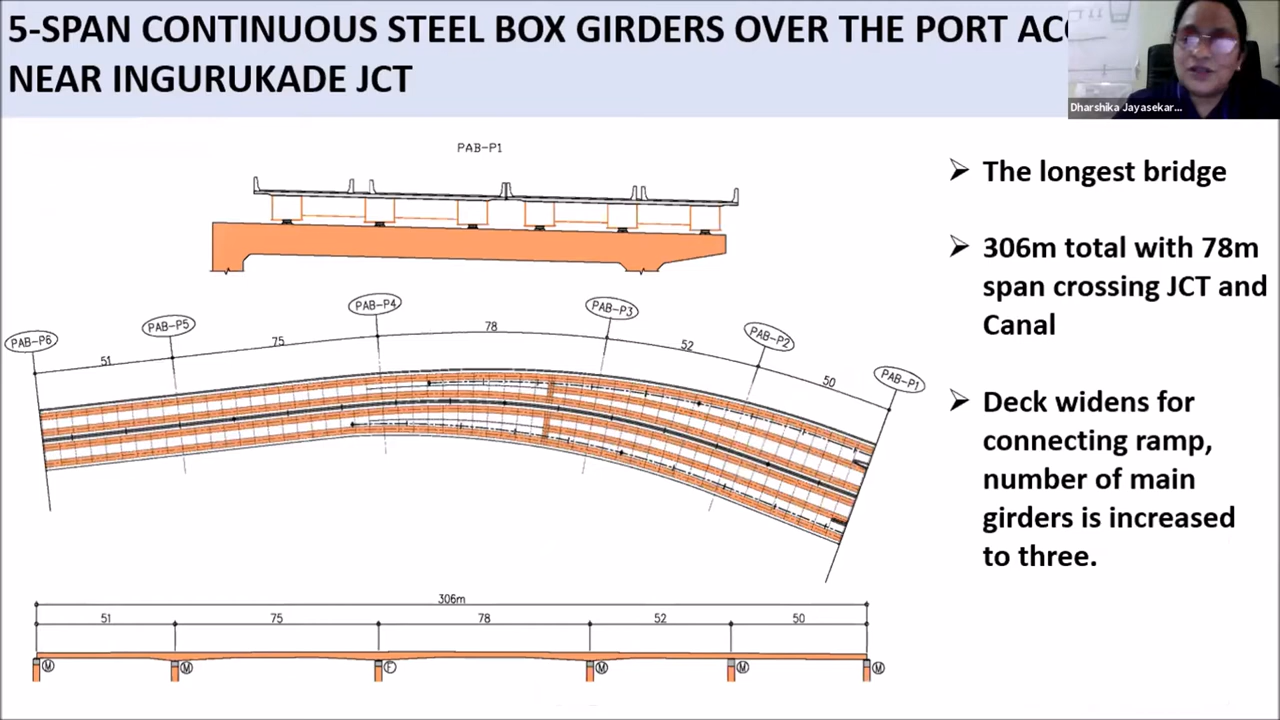 5-SPAN CONTINUOUS STEEL BOX GIRDERS OVER THE PORT
NEAR INGURUKADE JCT
Dharshika Jayasekar...
PAB-P1
➢ The longest bridge
➢ 306m total with 78m
span crossing JCT and
Canal
➢ Deck widens for
connecting ramp,
number of main
girders is increased
to three.
PAB-P6
PAB-P5
PAB-P4
PAB-P3
PAB-P2
PAB-P1
51
75
78
52
50
306m
51
75
78
52
50
M
M
F
M
M
M